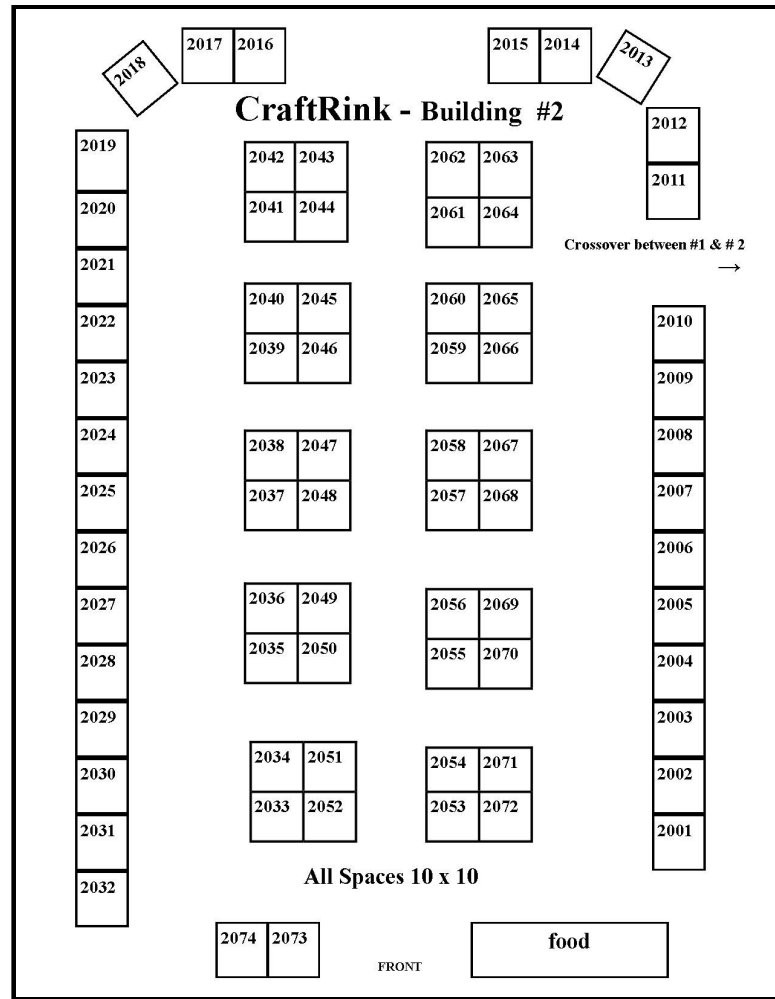 2017 2016 2015 2014
2018 2013
CraftRink - Building #2
2012
2019 2042 2043 2062 2063
2011
2020 2041 2044 2061 2064
Crossover between #1 & # 2
→
2021
2040 2045 2060 2065
2022 2010
2039 2046 2059 2066
2023 2009
2024 2038 2047 2058 2067 2008
2025 2037 2048 2057 2068 2007
2026 2006
2027 2036 2049 2056 2069 2005
2028 2035 2050 2055 2070 2004
2029 2003
2034 2051 2054 2071
2030 2002
2033 2052 2053 2072
2031 2001
All Spaces 10 x 10
2032
2074 2073 food
FRONT